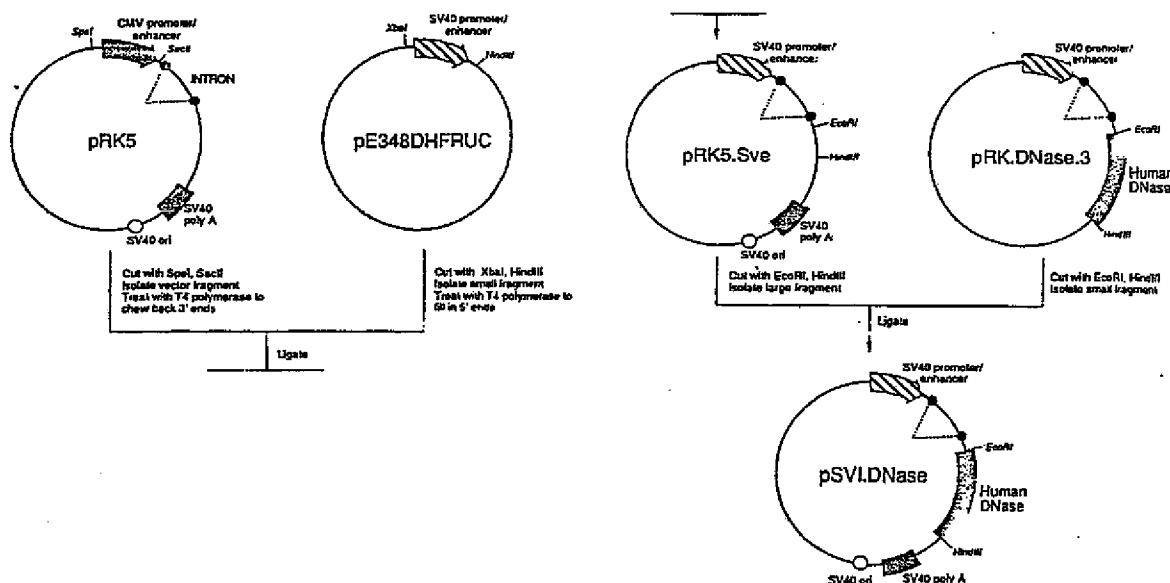 CMV promoter/
enhancer
SpeI
SacII
INTRON
pRK5
SV40
poly A
SV40 ori
Cut with SpeI, SacII
Isolate vector fragment
Treat with T4 polymerase to
chew back 3' ends
SV40 promoter/
enhancer
XbaI
HindIII
pE348DHFRUC
Cut with XbaI, HindIII
Isolate small fragment
Treat with T4 polymerase to
fill in 5' ends
Ligate
SV40 promoter/
enhancer
EcoRI
HindIII
pRK5.Sve
SV40
poly A
SV40 ori
Cut with EcoRI, HindIII
Isolate large fragment
SV40 promoter/
enhancer
EcoRI
pRK.DNase.3
Human
DNase
HindIII
Cut with EcoRI, HindIII
Isolate small fragment
Ligate
SV40 promoter/
enhancer
EcoRI
pSVI.DNase
Human
DNase
HindIII
SV40 ori
SV40 poly A